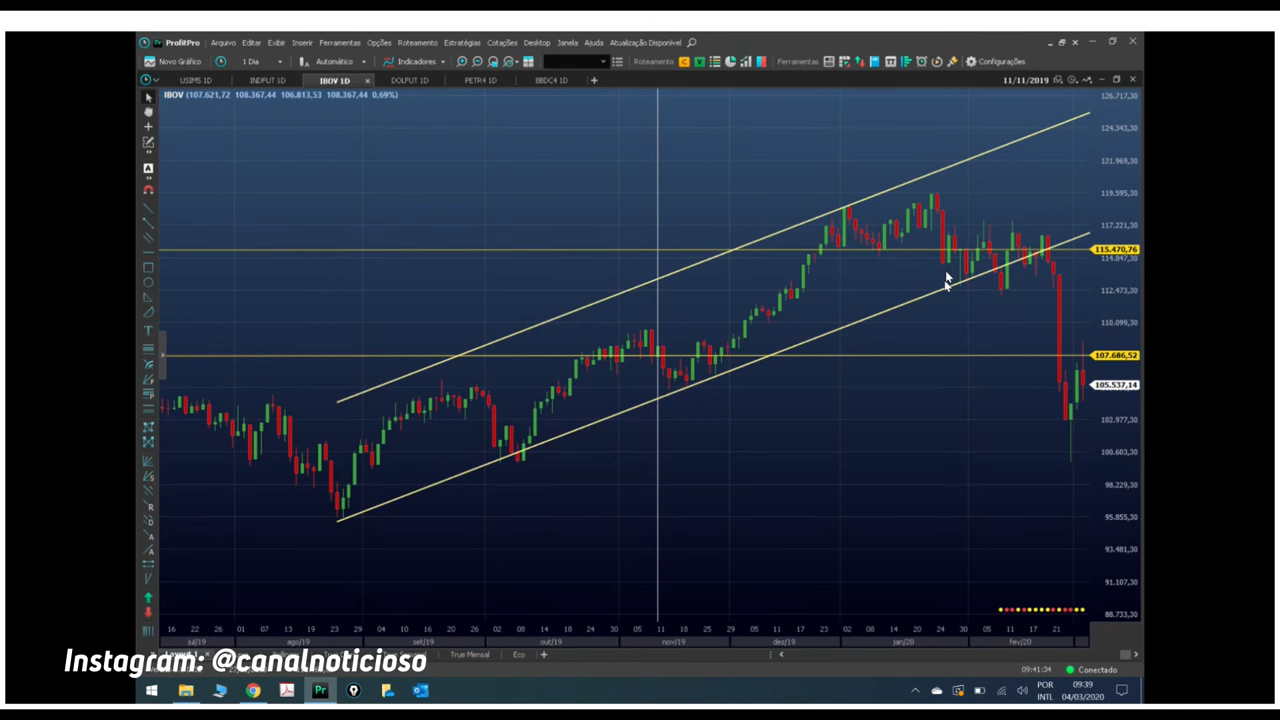 ProfitPro Arquivo Editar Exibir Inserir Ferramentas Opções Roteamento Estratégias Cotações Desktop Janela Ajuda Atualização Disponível
Novo Gráfico 1 Dia Automático Indicadores Roteamento C V Ferramentas Configurações
USIMS 1D INDFUT 1D IBOV 1D DOLFUT 1D PETR4 1D BBDC4 1D 11/11/2019
IBOV (107.621,72 108.367,44 106.813,53 108.367,44 0,69%)
126.717,30
124.343,30
121.969,30
119.595,30
117.221,30
115.470,76
114.847,30
112.473,30
110.099,30
107.686,52
105.537,14
102.977,30
100.603,30
98.229,30
95.855,30
93.481,30
91.107,30
88.733,30
16 24 01 07 13 19 23 30 05 10 16 20 26 02 08 14 18 24 30 05 11 19 25 29 05 11 17 23 02 08 14 20 24 30 05 11 17 21
jul/19 ago/19 set/19 out/19 nov/19 dez/19 jan/20 Fev/20
True Mensal Eco
Instagram: @canalnoticioso
09:41:34 Conectado
Pr POR 09:39
INTL 04/03/2020